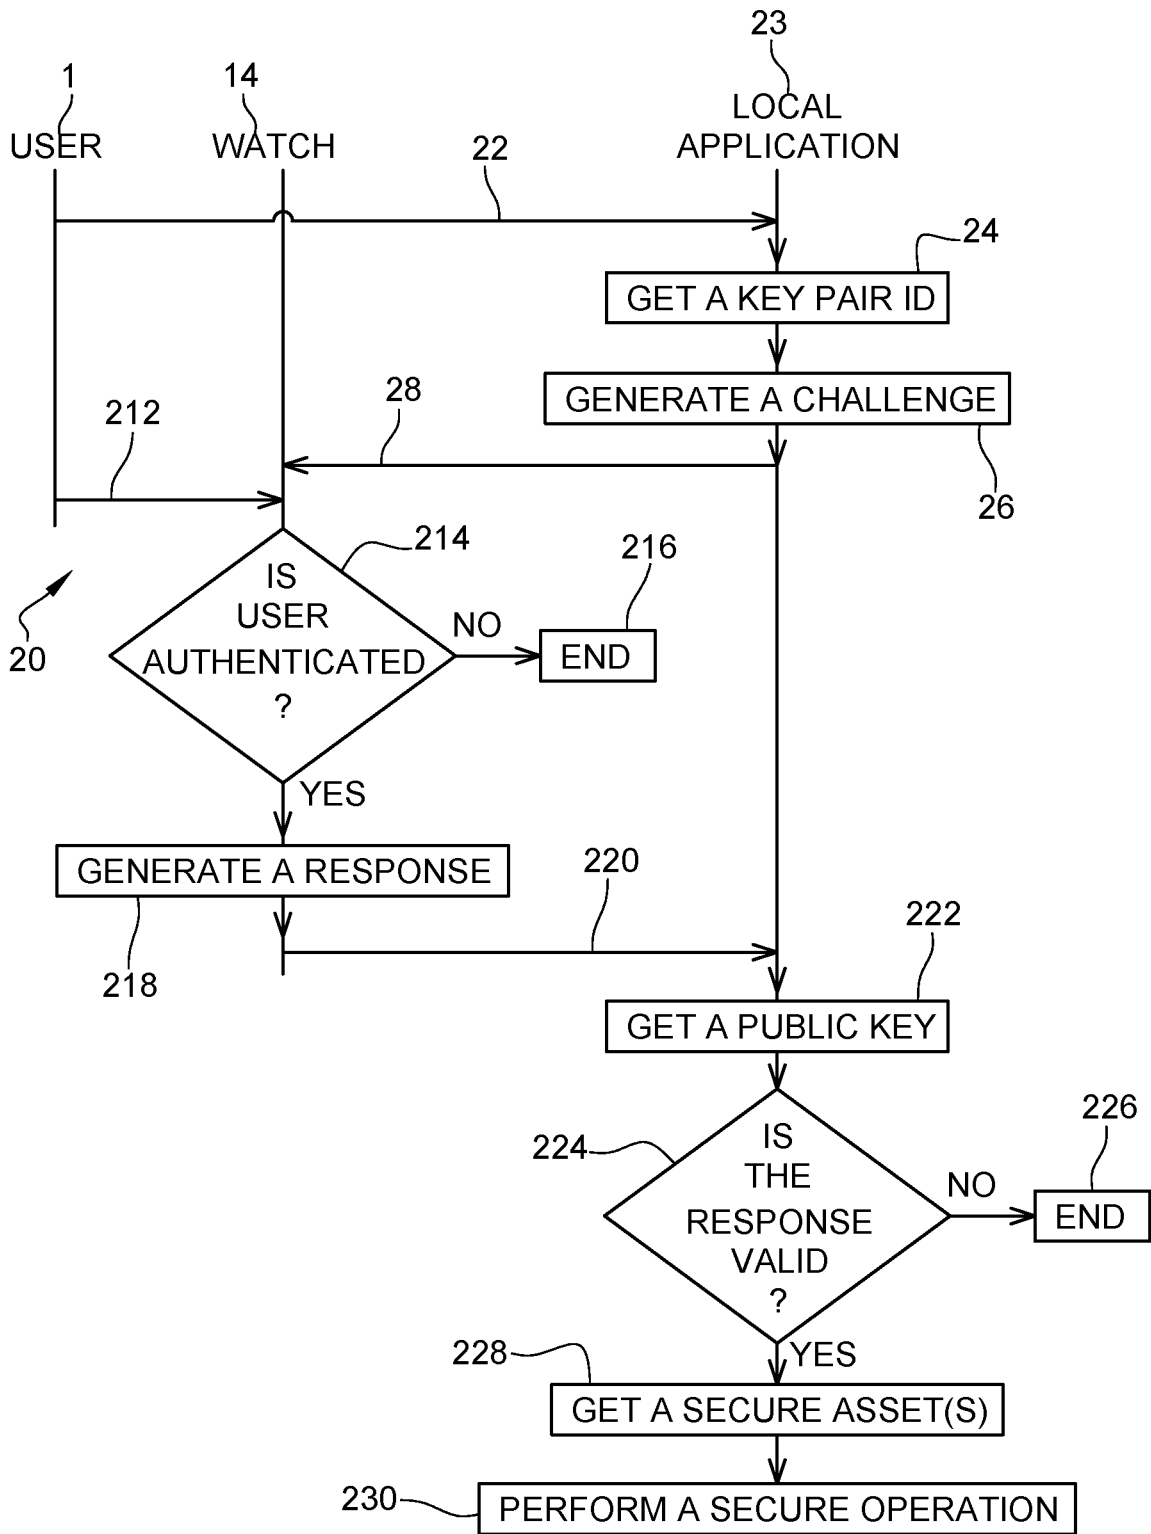 23
1
14
LOCAL
APPLICATION
USER
WATCH
22
24
GET A KEY PAIR ID
28
GENERATE A CHALLENGE
212
26
214
IS
USER
AUTHENTICATED
?
216
NO
END
20
YES
GENERATE A RESPONSE
220
218
222
GET A PUBLIC KEY
224
IS
THE
RESPONSE
VALID
?
226
NO
END
YES
228
GET A SECURE ASSET(S)
230
PERFORM A SECURE OPERATION